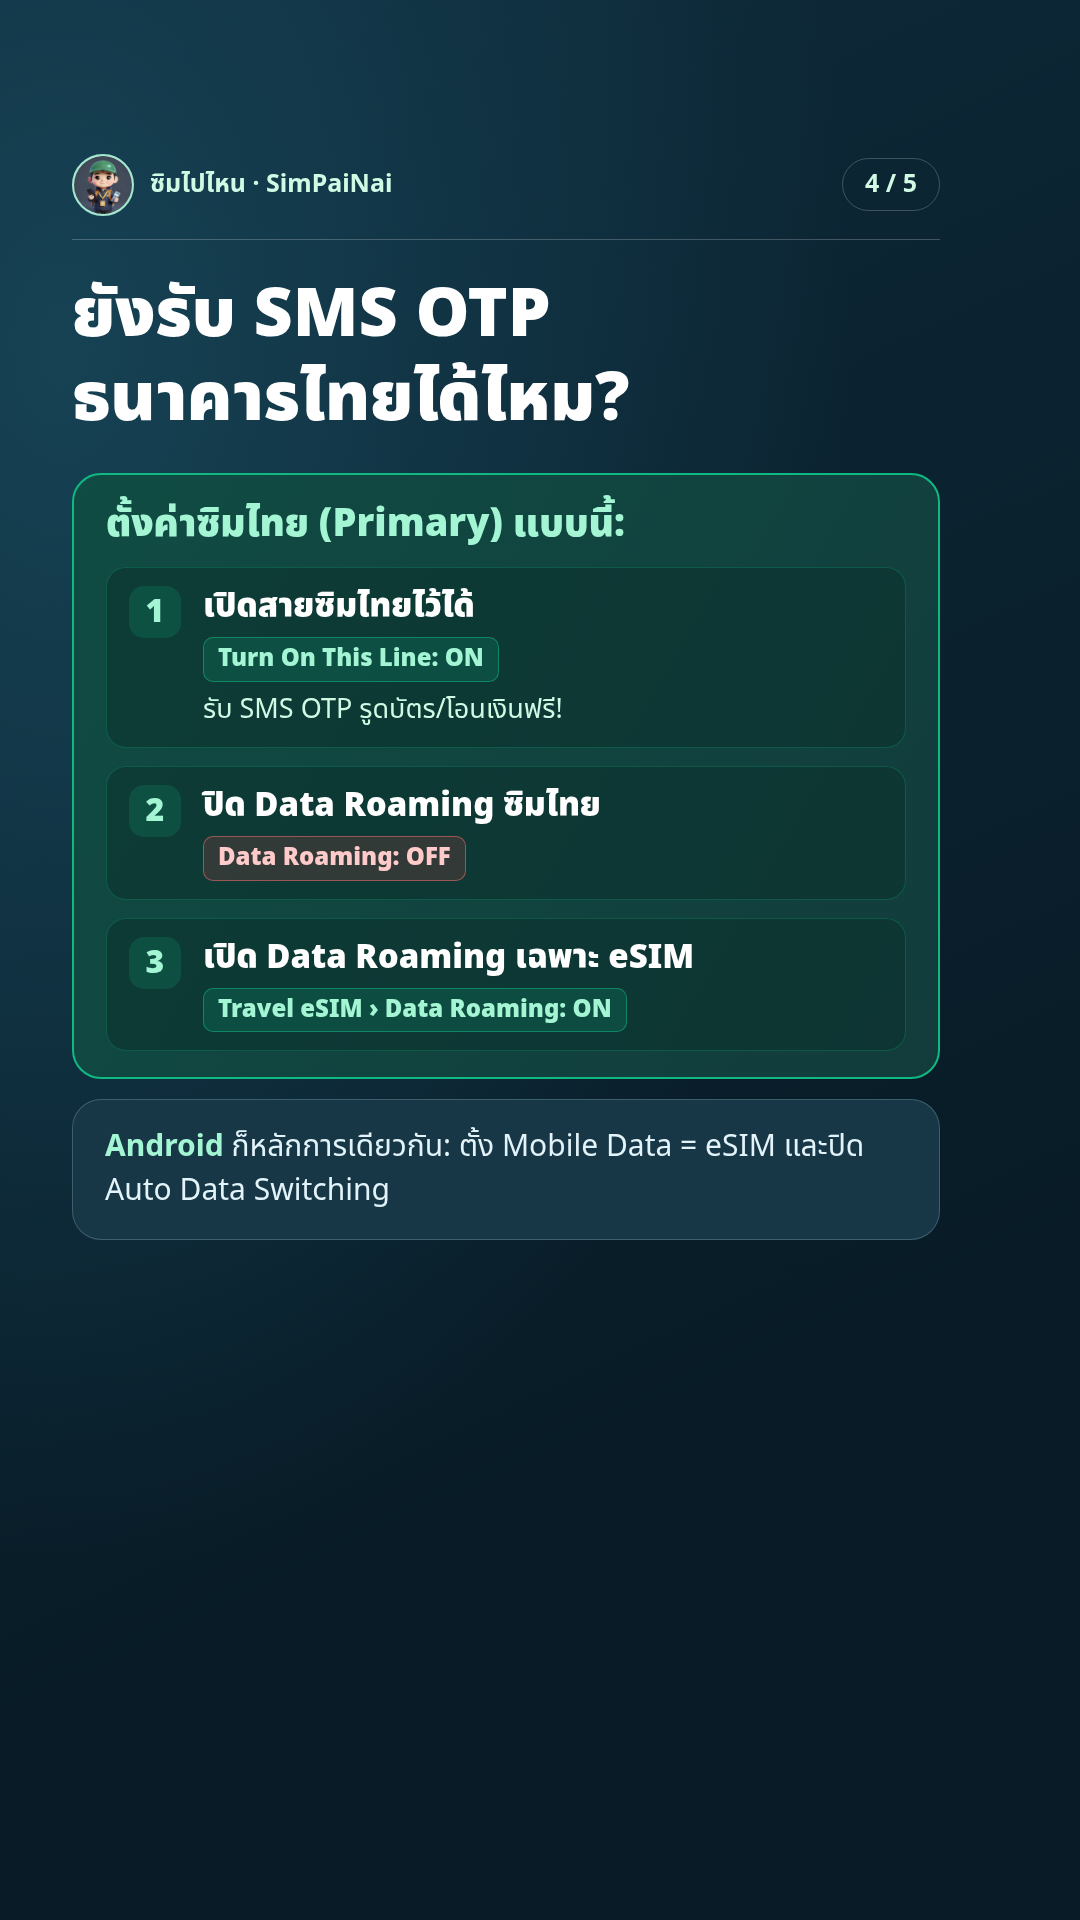 ซิมไปไหน · SimPaiNai
4 / 5
ยังรับ SMS OTP
ธนาคารไทยได้ไหม?
ตั้งค่าซิมไทย (Primary) แบบนี้:
1
เปิดสายซิมไทยไว้ได้
Turn On This Line: ON
รับ SMS OTP รูดบัตร/โอนเงินฟรี!
2
ปิด Data Roaming ซิมไทย
Data Roaming: OFF
3
เปิด Data Roaming เฉพาะ eSIM
Travel eSIM › Data Roaming: ON
Android ก็หลักการเดียวกัน: ตั้ง Mobile Data = eSIM และปิด
Auto Data Switching